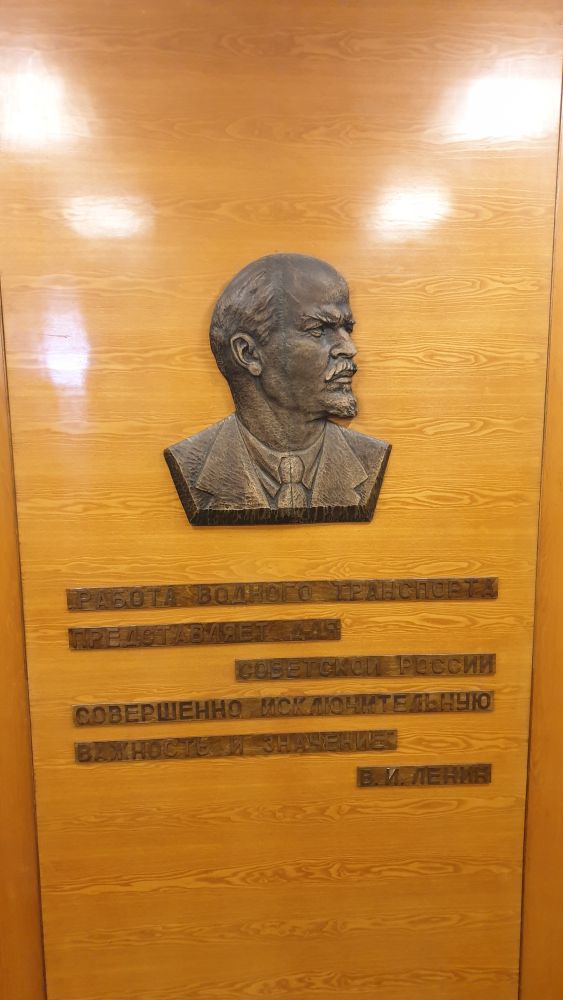 „РАБОТА ВОДНОГО ТРАНСПОРТА
ПРЕДСТАВЛЯЕТ ДЛЯ
СОВЕТСКОЙ РОССИИ
СОВЕРШЕННО ИСКЛЮЧИТЕЛЬНУЮ
ВАЖНОСТЬ И ЗНАЧЕНИЕ“
В. И. ЛЕНИН